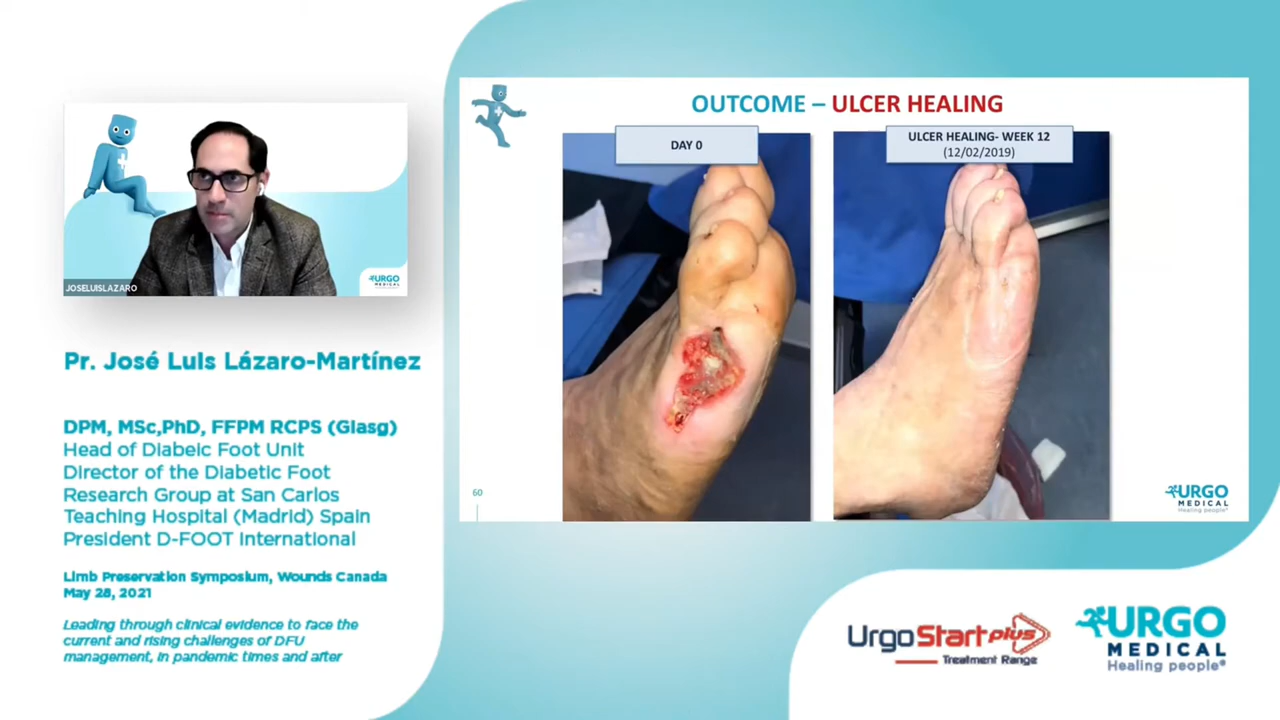 JOSELUISLAZARO
URGO
MEDICAL
Pr. José Luis Lázaro-Martínez
DPM, MSc,PhD, FFPM RCPS (Glasg)
Head of Diabeic Foot Unit
Director of the Diabetic Foot
Research Group at San Carlos
Teaching Hospital (Madrid) Spain
President D-FOOT International
Limb Preservation Symposium, Wounds Canada
May 28, 2021
Leading through clinical evidence to face the
current and rising challenges of DFU
management, in pandemic times and after
OUTCOME – ULCER HEALING
DAY 0
ULCER HEALING- WEEK 12
(12/02/2019)
60
URGO
MEDICAL
Healing people®
UrgoStart plus
Treatment Range
URGO
MEDICAL
Healing people®